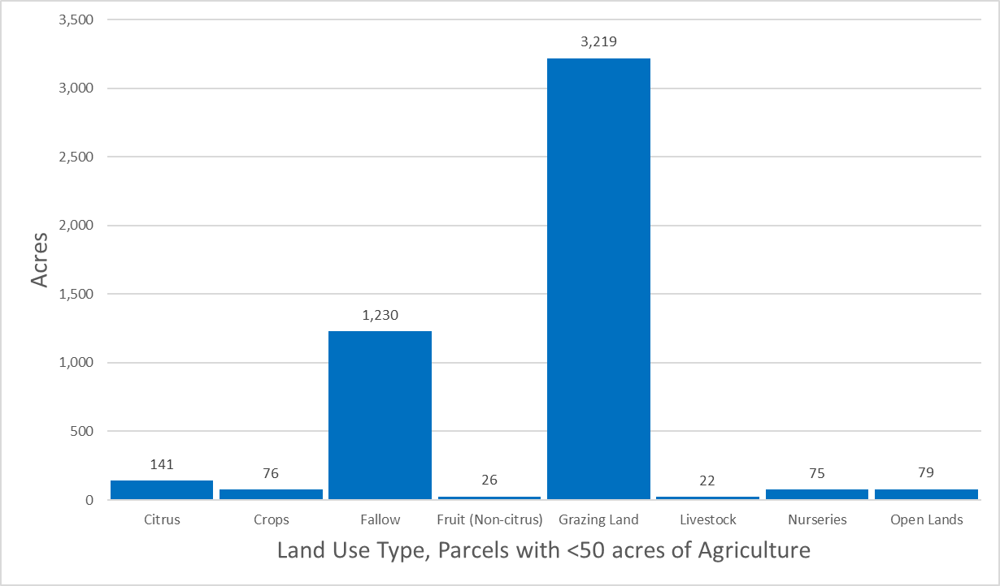 3,500
3,000
2,500
2,000
1,500
1,000
500
0
Acres
141
76
1,230
26
3,219
22
75
79
Citrus
Crops
Fallow
Fruit (Non-citrus)
Grazing Land
Livestock
Nurseries
Open Lands
Land Use Type, Parcels with <50 acres of Agriculture